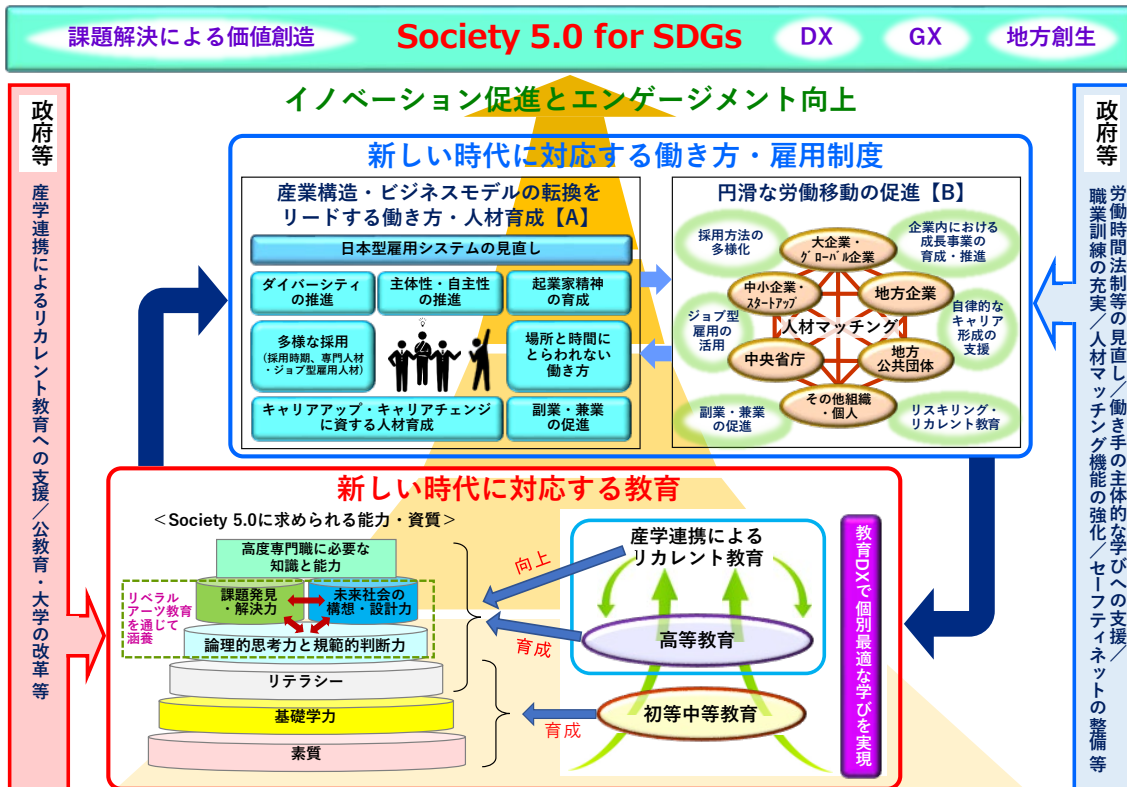 課題解決による価値創造
Society 5.0 for SDGs
DX
GX
地方創生
イノベーション促進とエンゲージメント向上
政府等
産学連携によるリカレント教育への支援／公教育・大学の改革 等
新しい時代に対応する働き方・雇用制度
産業構造・ビジネスモデルの転換を
リードする働き方・人材育成【A】
日本型雇用システムの見直し
ダイバーシティ
の推進
主体性・自主性
の推進
起業家精神
の育成
多様な採用
(採用時期、専門人材
・ジョブ型雇用人材)
場所と時間に
とらわれない
働き方
キャリアアップ・キャリアチェンジ
に資する人材育成
副業・兼業
の促進
円滑な労働移動の促進【B】
採用方法の
多様化
大企業・
グローバル企業
企業内における
成長事業の
育成・推進
中小企業・
スタートアップ
地方企業
ジョブ型
雇用の
活用
人材マッチング
自律的な
キャリア
形成の
支援
中央省庁
地方
公共団体
その他組織
・個人
副業・兼業
の促進
リスキリング・
リカレント教育
政府等
労働時間法制等の見直し／働き手の主体的な学びへの支援／
職業訓練の充実／人材マッチング機能の強化／セーフティネットの整備 等
新しい時代に対応する教育
＜Society 5.0に求められる能力・資質＞
高度専門職に必要な
知識と能力
リベラル
アーツ教育
を通じて
涵養
課題発見
・解決力
未来社会の
構想・設計力
論理的思考力と規範的判断力
リテラシー
基礎学力
素質
向上
育成
育成
産学連携による
リカレント教育
高等教育
初等中等教育
教育DXで個別最適な学びを実現